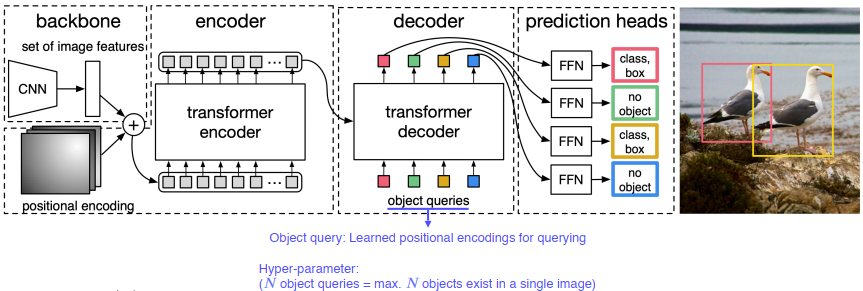 backbone
set of image features
CNN
+
positional encoding
encoder
...
transformer
encoder
...
decoder
transformer
decoder
object queries
prediction heads
FFN
class,
box
FFN
no
object
FFN
class,
box
FFN
no
object
Object query: Learned positional encodings for querying
Hyper-parameter:
(N object queries = max. N objects exist in a single image)